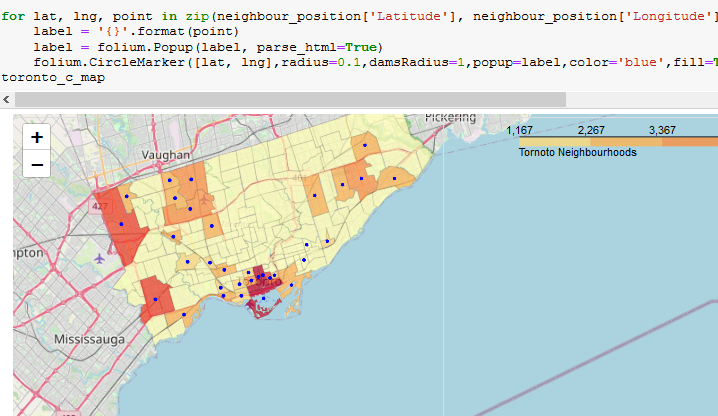 for lat, lng, point in zip(neighbour_position['Latitude'], neighbour_position['Longitude']
label = '{}'.format(point)
label = folium.Popup(label, parse_html=True)
folium.CircleMarker([lat, lng],radius=0.1,damsRadius=1,popup=label,color='blue',fill=T
toronto_c_map
<
Pickering
+
1,167 2,267 3,367
−
Tornoto Neighbourhoods
Vaughan
401
427
mpton
Mississauga